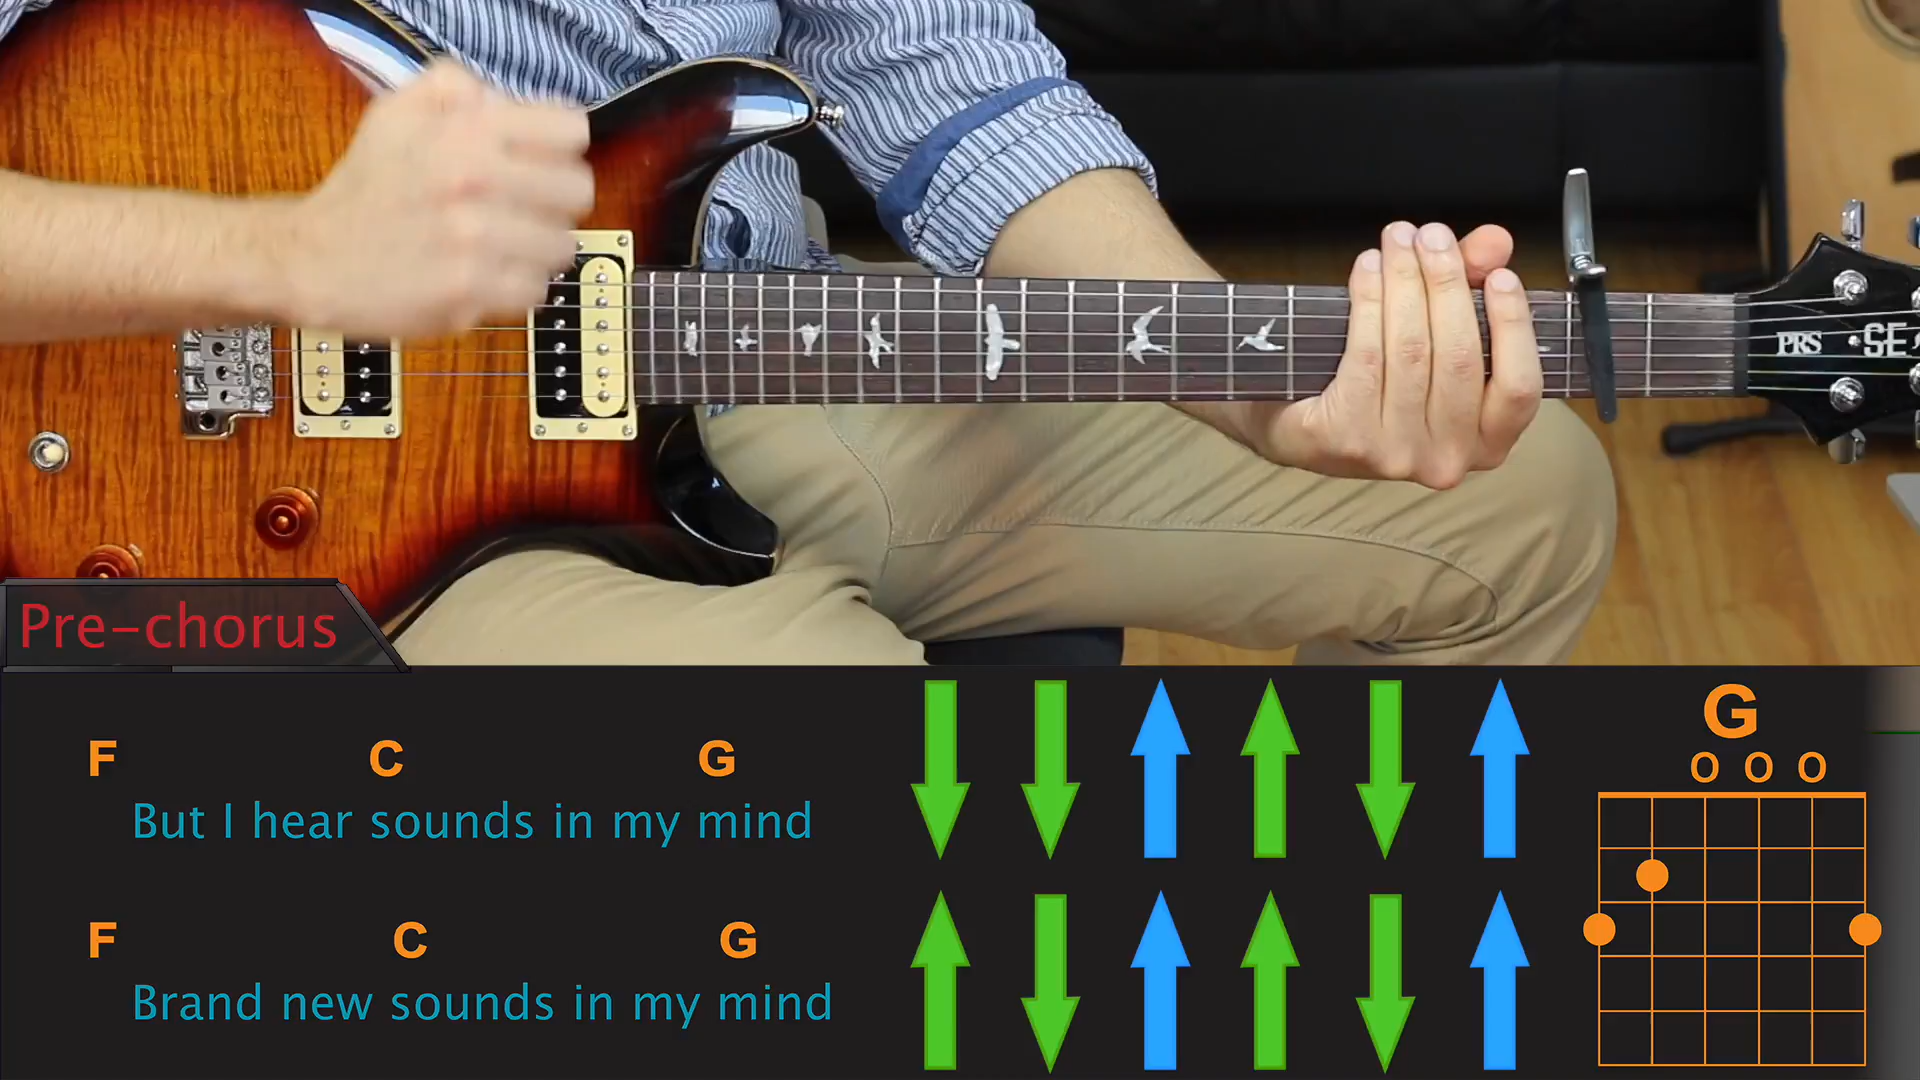 PRS SE
Pre-chorus
F C G
But I hear sounds in my mind
F C G
Brand new sounds in my mind
G
O O O